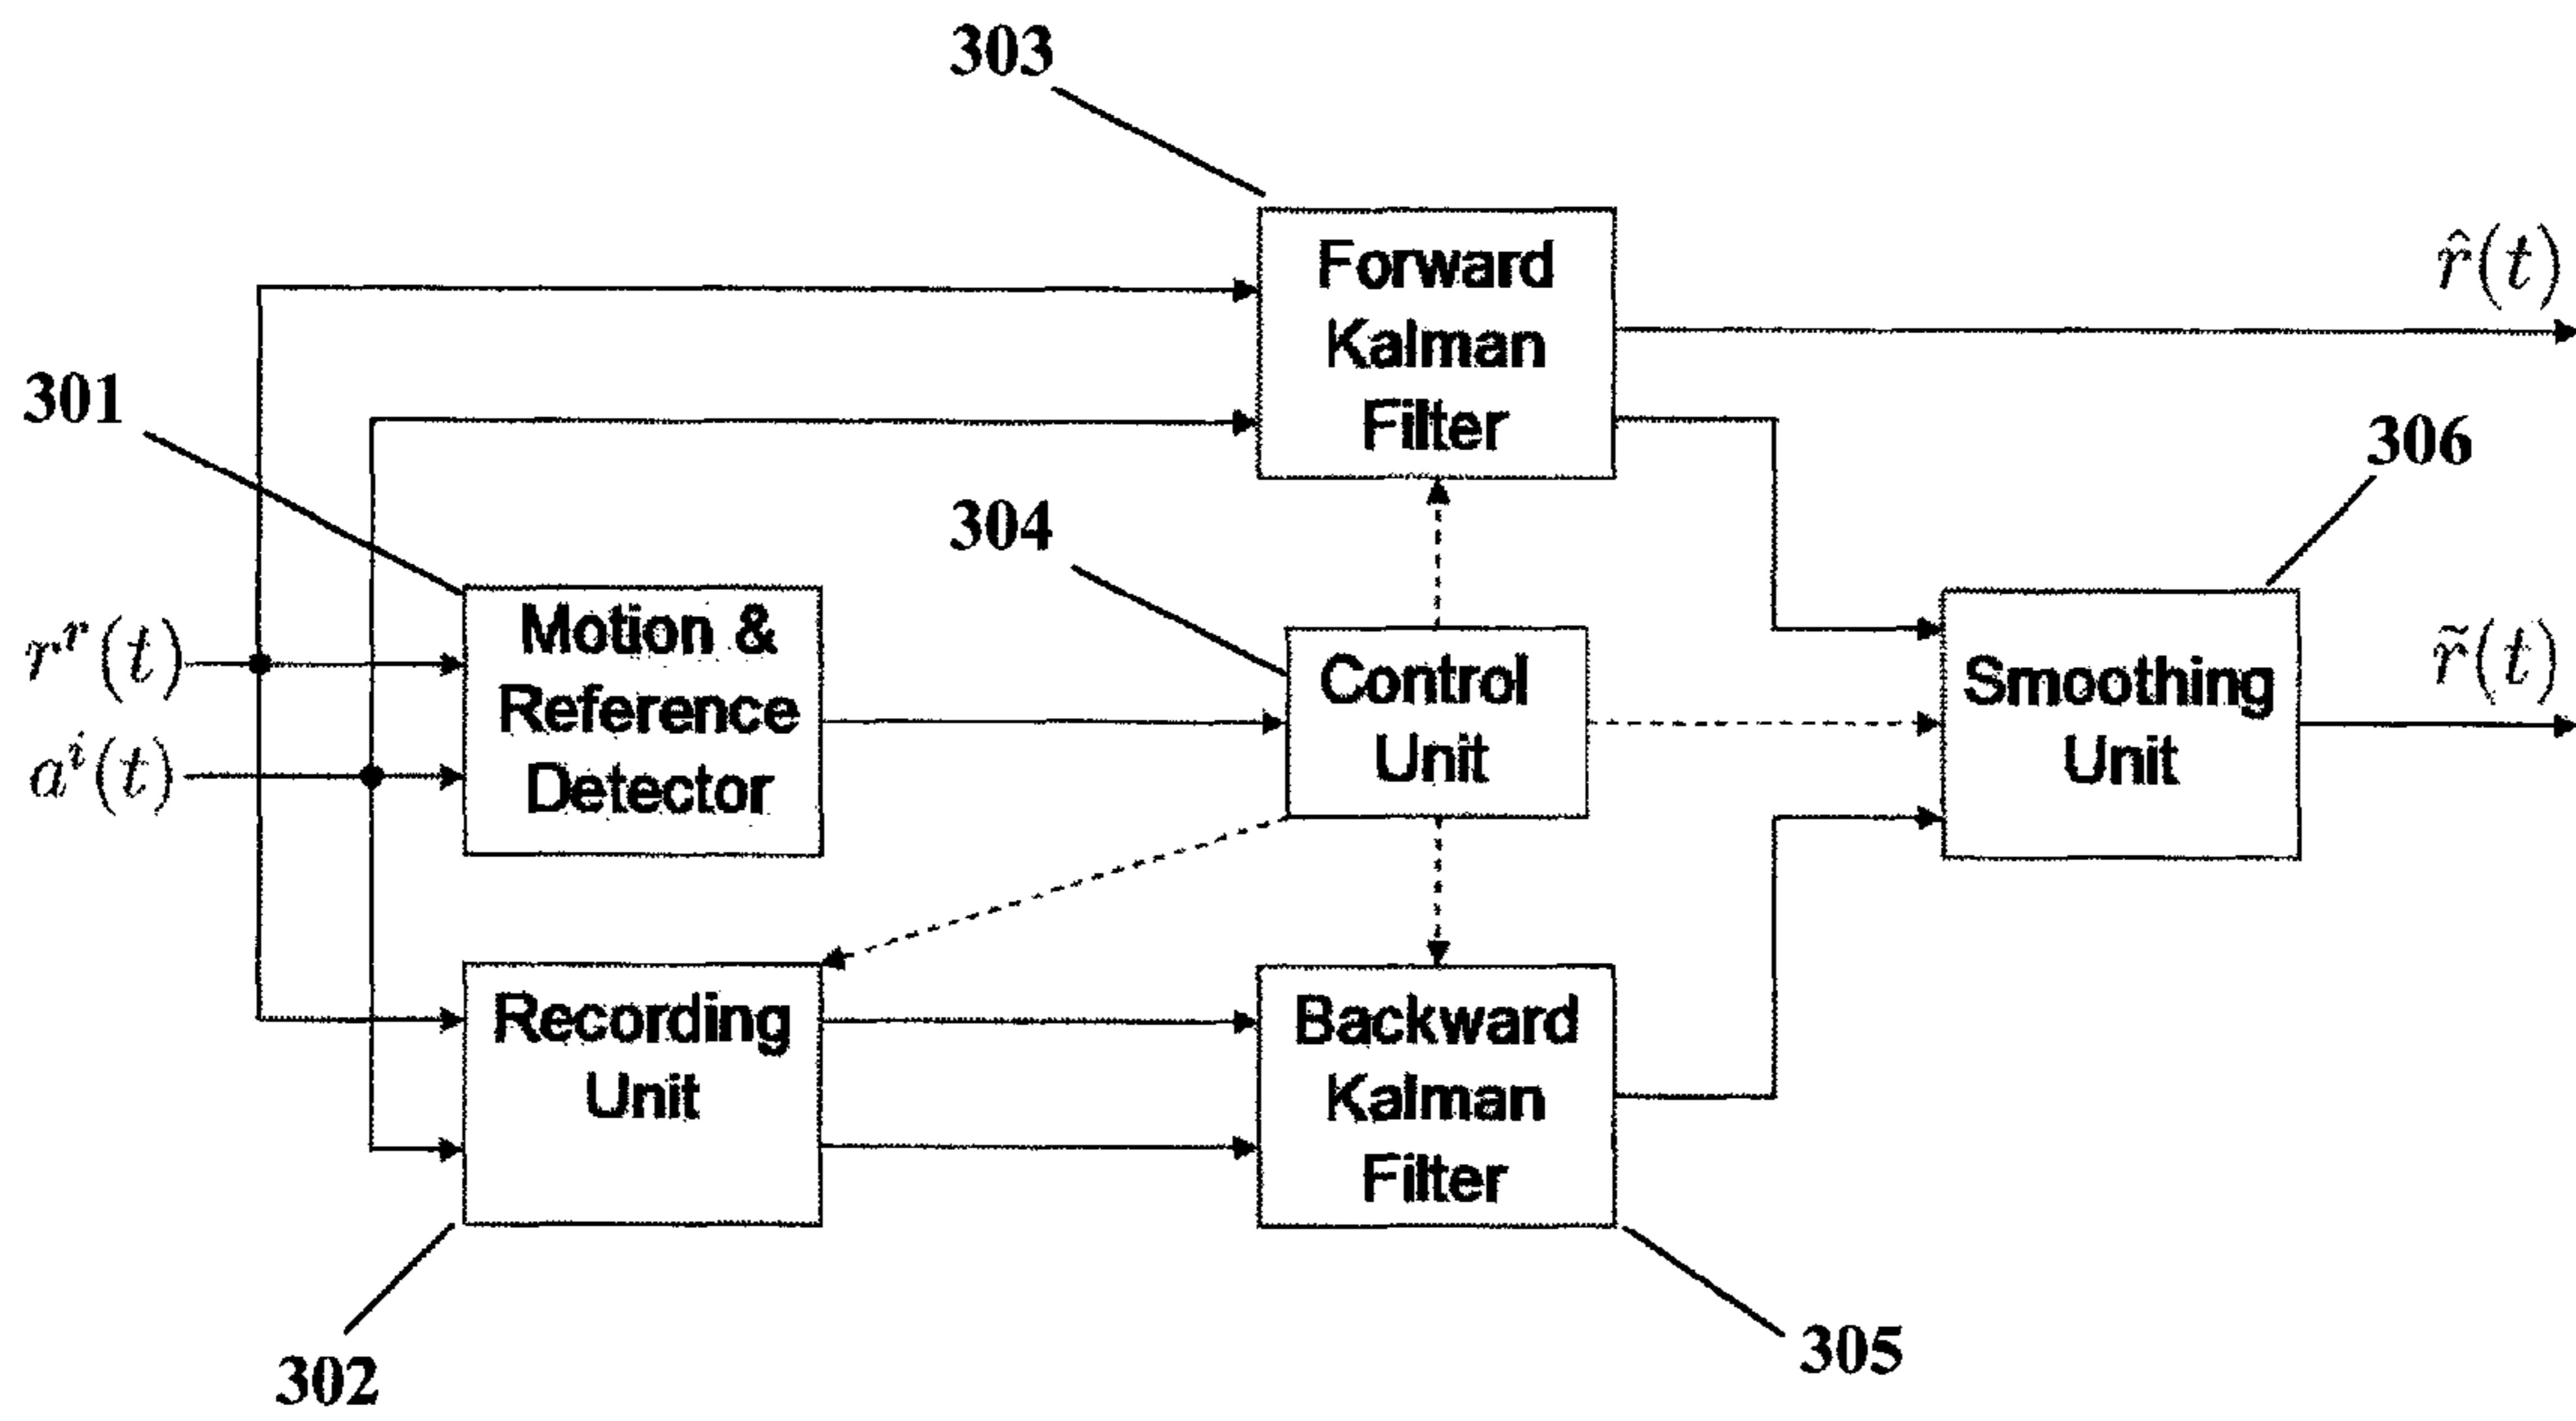 303
Forward
Kalman
Filter
r̂(t)
301
306
304
Motion &
Reference
Detector
r^r(t)
a^i(t)
Control
Unit
Smoothing
Unit
r̃(t)
Recording
Unit
Backward
Kalman
Filter
302
305